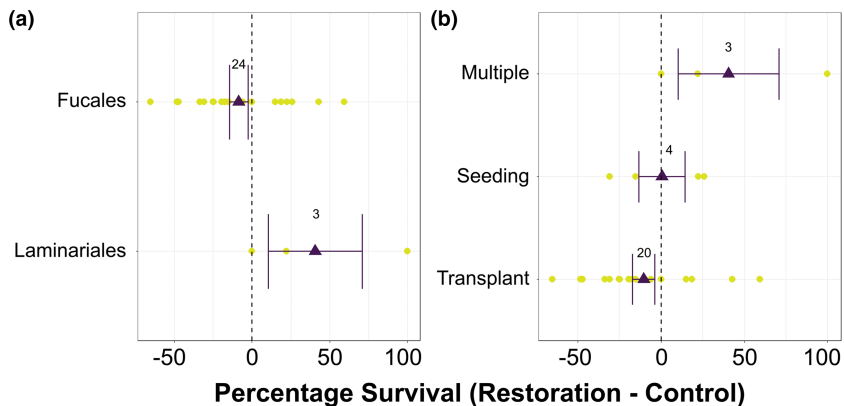 (a)
24
Fucales
3
Laminariales
-50 0 50 100
(b)
3
Multiple
4
Seeding
20
Transplant
-50 0 50 100
Percentage Survival (Restoration - Control)